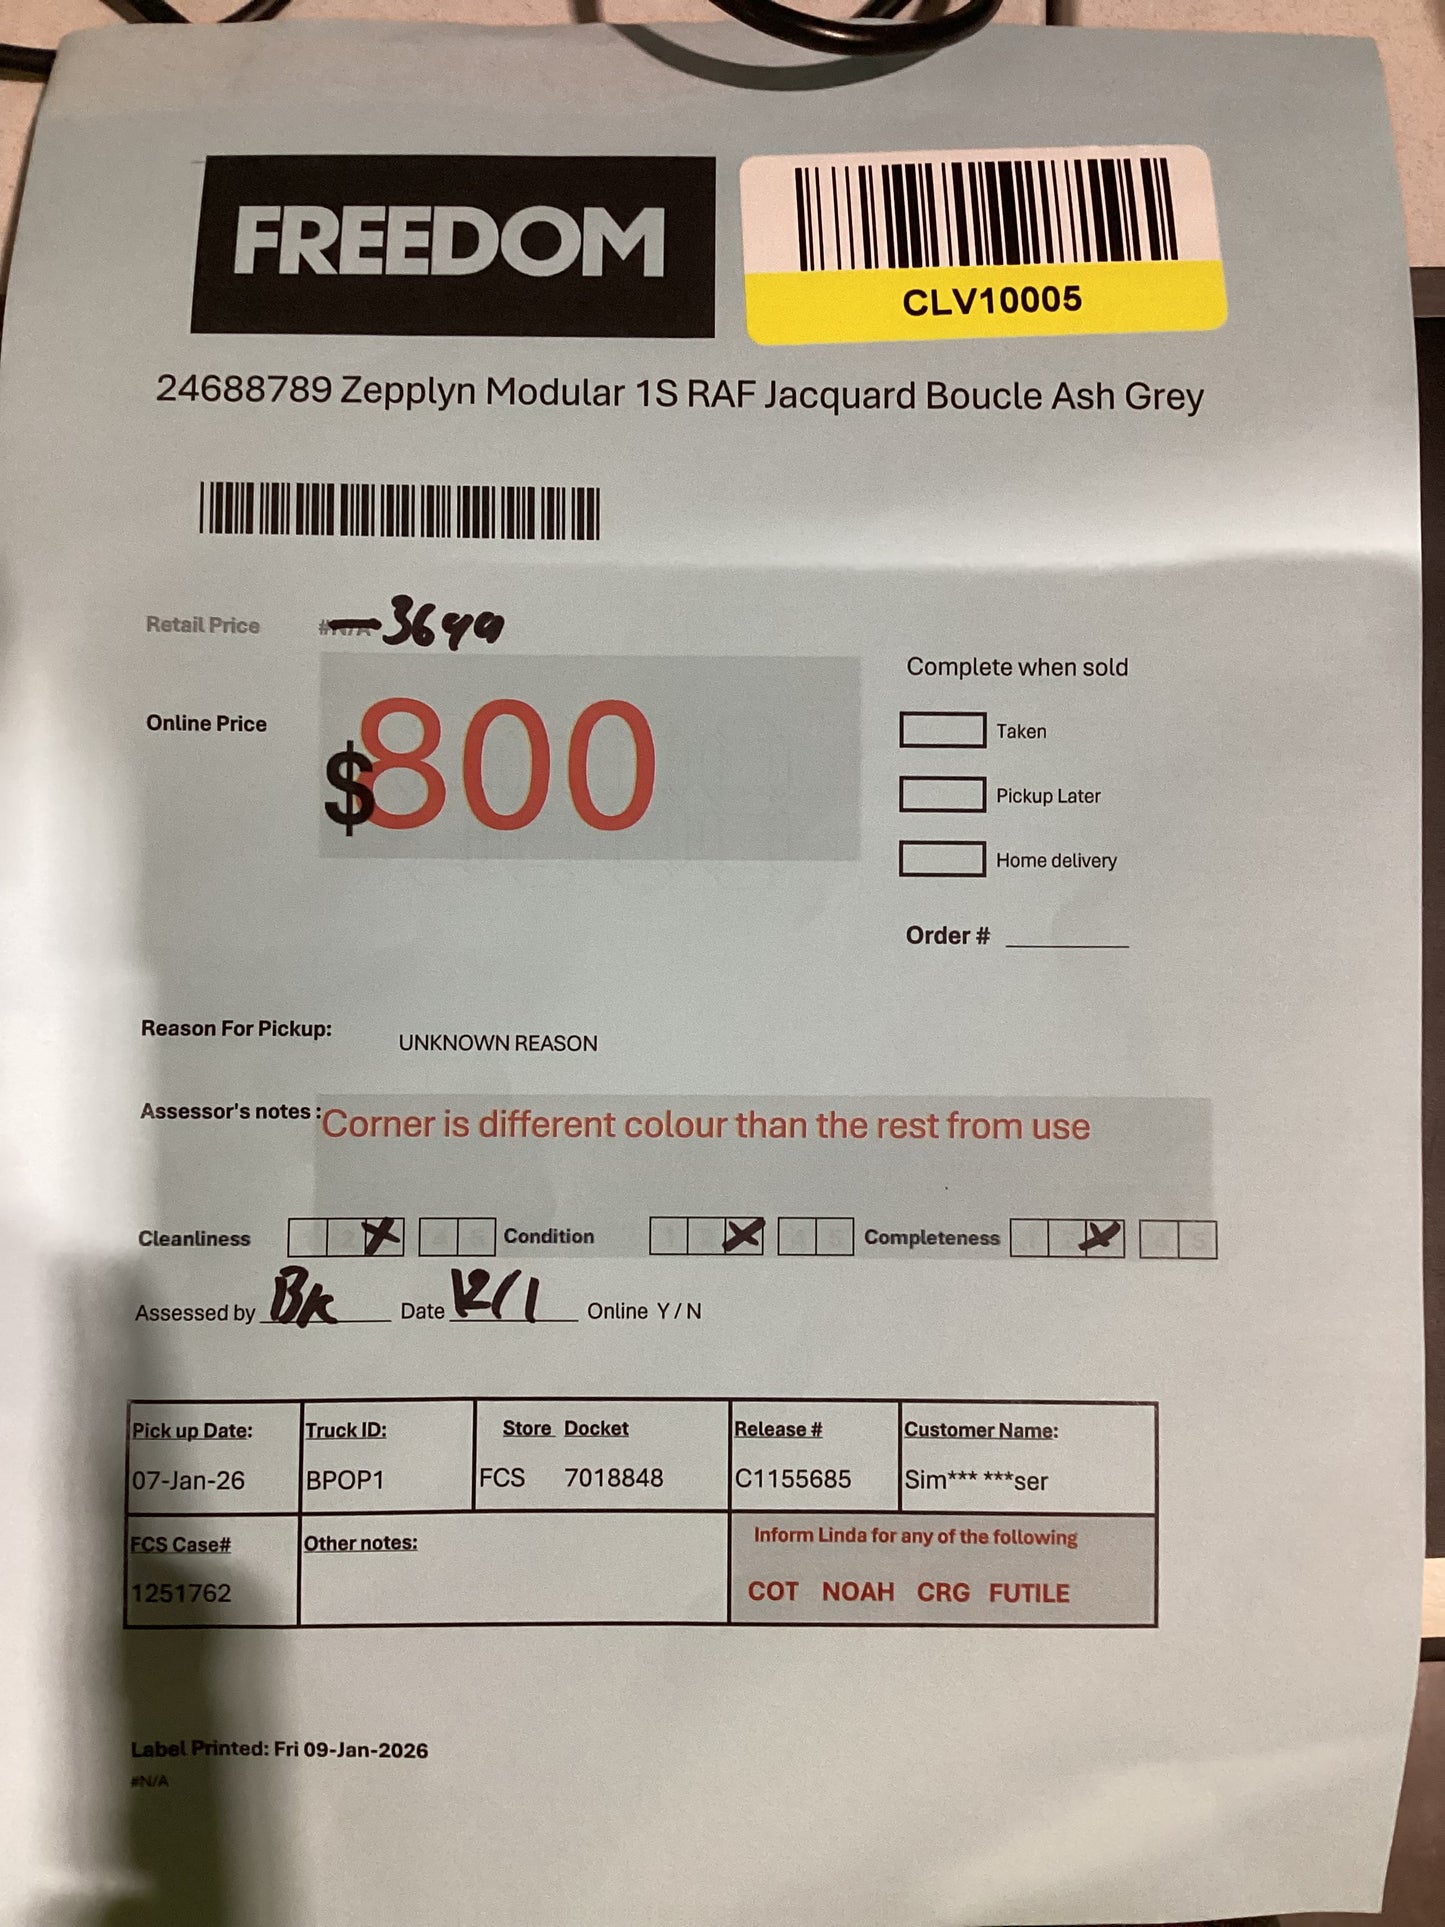 FREEDOM
CLV10005
24688789 Zepplyn Modular 1S RAF Jacquard Boucle Ash Grey
Retail Price #N/A 3699
Complete when sold
Online Price $800
Taken
Pickup Later
Home delivery
Order #
Reason For Pickup: UNKNOWN REASON
Assessor's notes : Corner is different colour than the rest from use
Cleanliness Condition Completeness
Assessed by BK Date 12/1 Online Y / N
Pick up Date: Truck ID: Store Docket Release # Customer Name:
07-Jan-26 BPOP1 FCS 7018848 C1155685 Sim*** ***ser
FCS Case# Other notes: Inform Linda for any of the following
1251762 COT NOAH CRG FUTILE
Label Printed: Fri 09-Jan-2026
#N/A